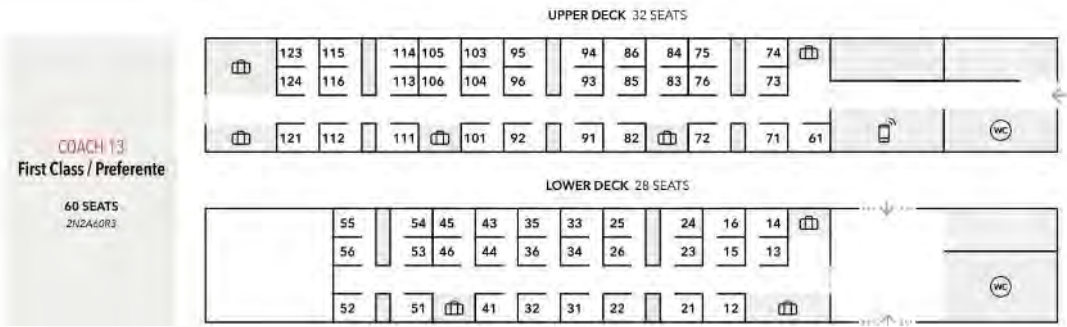 UPPER DECK 32 SEATS
123 115 114 105 103 95 94 86 84 75 74
124 116 113 106 104 96 93 85 83 76 73
121 112 111 101 92 91 82 72 71 61
WC
COACH 13
First Class / Preferente
60 SEATS
2N2A60R3
LOWER DECK 28 SEATS
55 54 45 43 35 33 25 24 16 14
56 53 46 44 36 34 26 23 15 13
52 51 41 32 31 22 21 12
WC